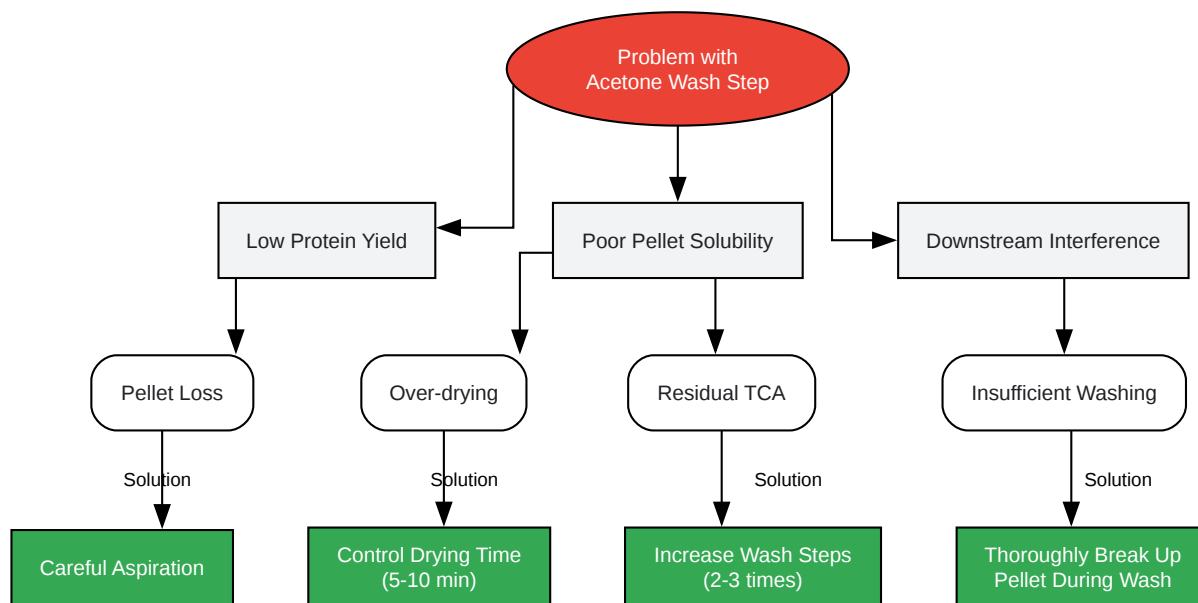 Problem with
Acetone Wash Step
Low Protein Yield
Poor Pellet Solubility
Downstream Interference
Pellet Loss
Over-drying
Residual TCA
Insufficient Washing
Solution
Solution
Solution
Solution
Careful Aspiration
Control Drying Time
(5-10 min)
Increase Wash Steps
(2-3 times)
Thoroughly Break Up
Pellet During Wash